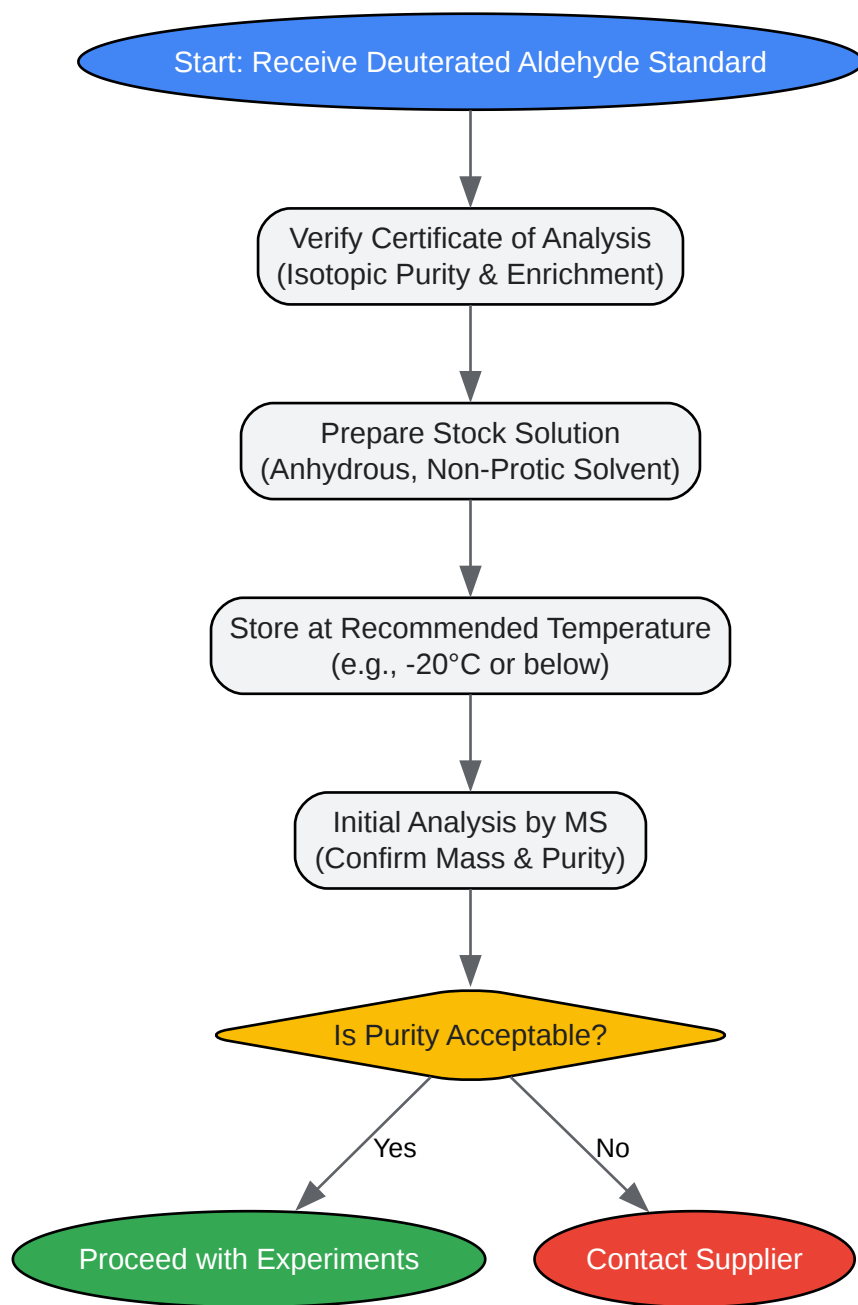 Start: Receive Deuterated Aldehyde Standard
Verify Certificate of Analysis
(Isotopic Purity & Enrichment)
Prepare Stock Solution
(Anhydrous, Non-Protic Solvent)
Store at Recommended Temperature
(e.g., -20°C or below)
Initial Analysis by MS
(Confirm Mass & Purity)
Is Purity Acceptable?
Yes
No
Proceed with Experiments
Contact Supplier